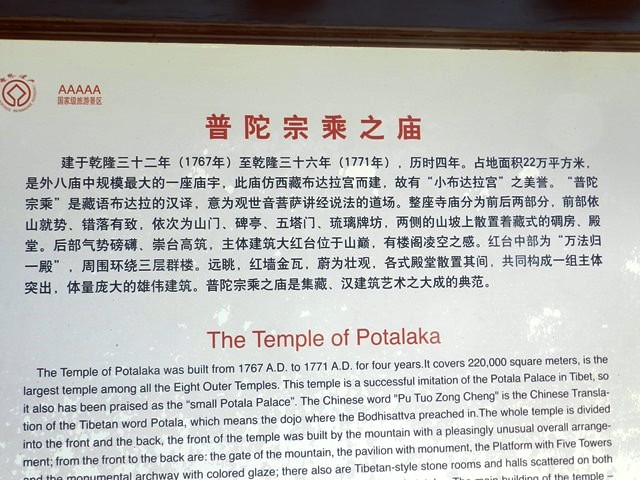 AAAAA
国家级旅游景区
普陀宗乘之庙
建于乾隆三十二年（1767年）至乾隆三十六年（1771年），历时四年。占地面积22万平方米，
是外八庙中规模最大的一座庙宇，此庙仿西藏布达拉宫而建，故有“小布达拉宫”之美誉。“普陀
宗乘”是藏语布达拉的汉译，意为观世音菩萨讲经说法的道场。整座寺庙分为前后两部分，前部依
山就势、错落有致，依次为山门、碑亭、五塔门、琉璃牌坊，两侧的山坡上散置着藏式的碉房、殿
堂。后部气势磅礴、崇台高筑，主体建筑大红台位于山巅，有楼阁凌空之感。红台中部为“万法归
一殿”，周围环绕三层群楼。远眺，红墙金瓦，蔚为壮观，各式殿堂散置其间，共同构成一组主体
突出，体量庞大的雄伟建筑。普陀宗乘之庙是集藏、汉建筑艺术之大成的典范。
The Temple of Potalaka
The Temple of Potalaka was built from 1767 A.D. to 1771 A.D. for four years.It covers 220,000 square meters, is the
largest temple among all the Eight Outer Temples. This temple is a successful imitation of the Potala Palace in Tibet, so
it also has been praised as the “small Potala Palace”. The Chinese word "Pu Tuo Zong Cheng" is the Chinese Transla-
tion of the Tibetan word Potala, which means the dojo where the Bodhisattva preached in.The whole temple is divided
into the front and the back, the front of the temple was built by the mountain with a pleasingly unusual overall arrange-
ment; from the front to the back are: the gate of the mountain, the pavilion with monument, the Platform with Five Towers
and the monumental archway with colored glaze; there also are Tibetan-style stone rooms and halls scattered on both
The main building of the temple –